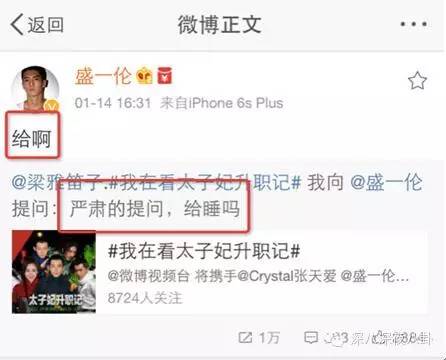 返回
微博正文
盛一伦
01-14 16:31 来自iPhone 6s Plus
给啊
@梁雅笛子:#我在看太子妃升职记# 我向 @盛一伦
提问：严肃的提问，给睡吗
太子妃升职记
#我在看太子妃升职记#
@微博视频台 将携手@Crystal张天爱 @盛一伦…
8724人关注
1万